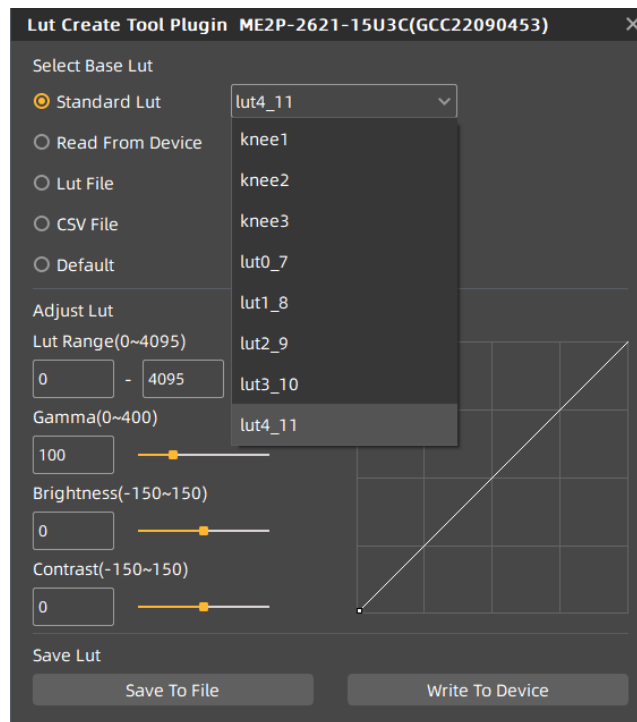 Lut Create Tool Plugin ME2P-2621-15U3C(GCC22090453)
Select Base Lut
Standard Lut
lut4_11
Read From Device
Lut File
CSV File
Default
knee1
knee2
knee3
lut0_7
lut1_8
lut2_9
lut3_10
lut4_11
Adjust Lut
Lut Range(0~4095)
0 - 4095
Gamma(0~400)
100
Brightness(-150~150)
0
Contrast(-150~150)
0
Save Lut
Save To File
Write To Device